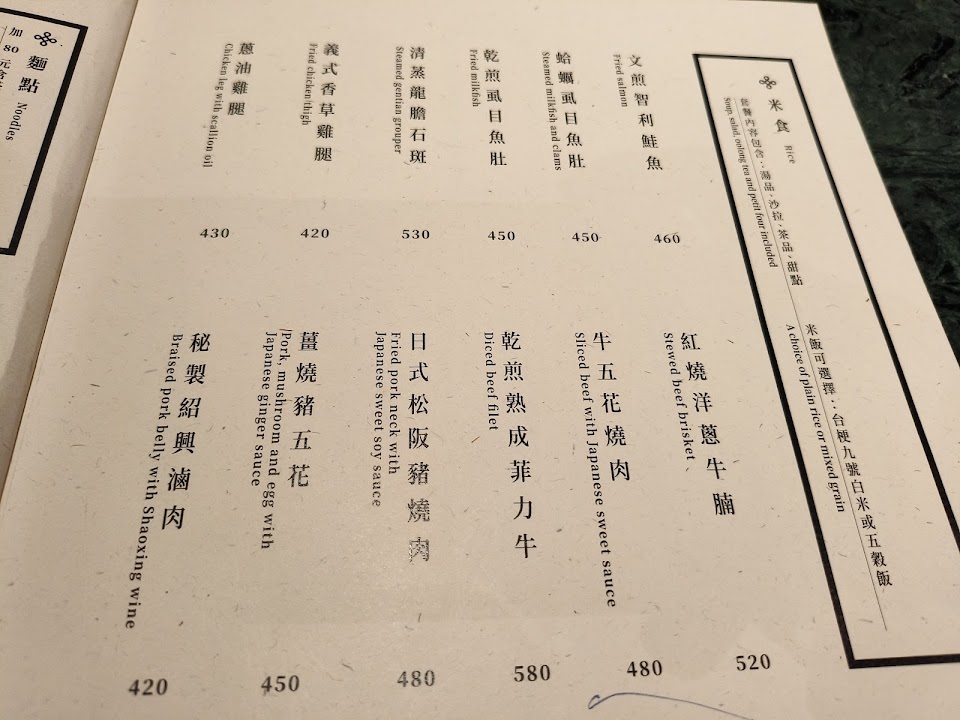 米食 Rice
套餐內容包含：湯品、沙拉、茶品、甜點
Soup, salad, oolong tea and petit four included
米飯可選擇：台梗九號白米或五穀飯
A choice of plain rice or mixed grain
文煎智利鮭魚
Fried salmon
460
蛤蠣虱目魚肚
Steamed milkfish and clams
450
乾煎虱目魚肚
Fried milkfish
450
清蒸龍膽石斑
Steamed gentian grouper
530
義式香草雞腿
Fried chicken thigh
420
蔥油雞腿
Chicken leg with scallion oil
430
紅燒洋蔥牛腩
Stewed beef brisket
520
牛五花燒肉
Sliced beef with Japanese sweet sauce
480
乾煎熟成菲力牛
Diced beef filet
580
日式松阪豬燒肉
Fried pork neck with
Japanese sweet soy sauce
480
薑燒豬五花
/Pork, mushroom and egg with
Japanese ginger sauce
450
秘製紹興滷肉
Braised pork belly with Shaoxing wine
420
麵點 Noodles
加80元